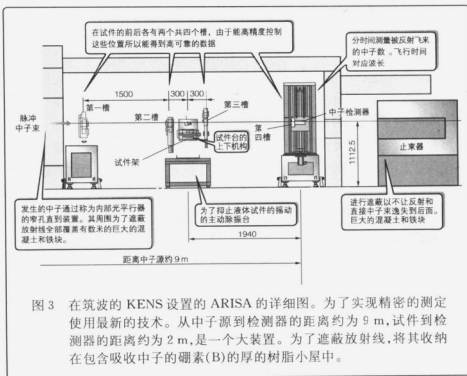 在试件的前后各有两个共四个槽,由于能高精度控制
这些位置所以能得到高可靠的数据
分时间测量被反射飞来
的中子数。飞行时间
对应波长
1500
300
300
第一槽
第二槽
第三槽
第四槽
中子检测器
脉冲
中子束
试件架
试件台的
上下机构
止束器
1112.5
发生的中子通过称为内部光平行器
的窄孔直到装置。其周围为了遮蔽
放射线全部覆盖有数米的巨大的混
凝土和铁块
为了抑止液体试件的摇动
的主动脉振台
进行遮蔽以不让反射和
直接中子束逸失到后面。
巨大的混凝土和铁块
1940
距离中子源约9m
图3 在筑波的 KENS 设置的 ARISA 的详细图。为了实现精密的测定
使用最新的技术。从中子源到检测器的距离约为 9 m,试件到检
测器的距离约为 2 m,是一个大装置。为了遮蔽放射线,将其收纳
在包含吸收中子的硼素(B)的厚的树脂小屋中。